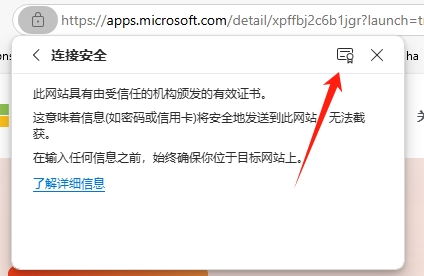 https://apps.microsoft.com/detail/xpffbj2c6b1jgr?launch=t
连接安全
此网站具有由受信任的机构颁发的有效证书。
这意味着信息(如密码或信用卡)将安全地发送到此网站，无法截
获。
在输入任何信息之前，始终确保你位于目标网站上。
了解详细信息
ons
ha
关